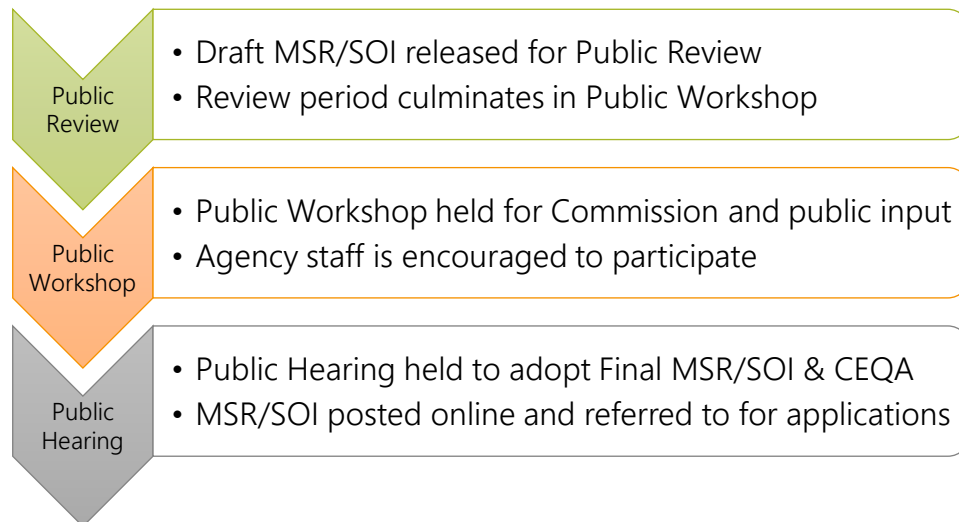 Public
Review
• Draft MSR/SOI released for Public Review
• Review period culminates in Public Workshop
Public
Workshop
• Public Workshop held for Commission and public input
• Agency staff is encouraged to participate
Public
Hearing
• Public Hearing held to adopt Final MSR/SOI & CEQA
• MSR/SOI posted online and referred to for applications